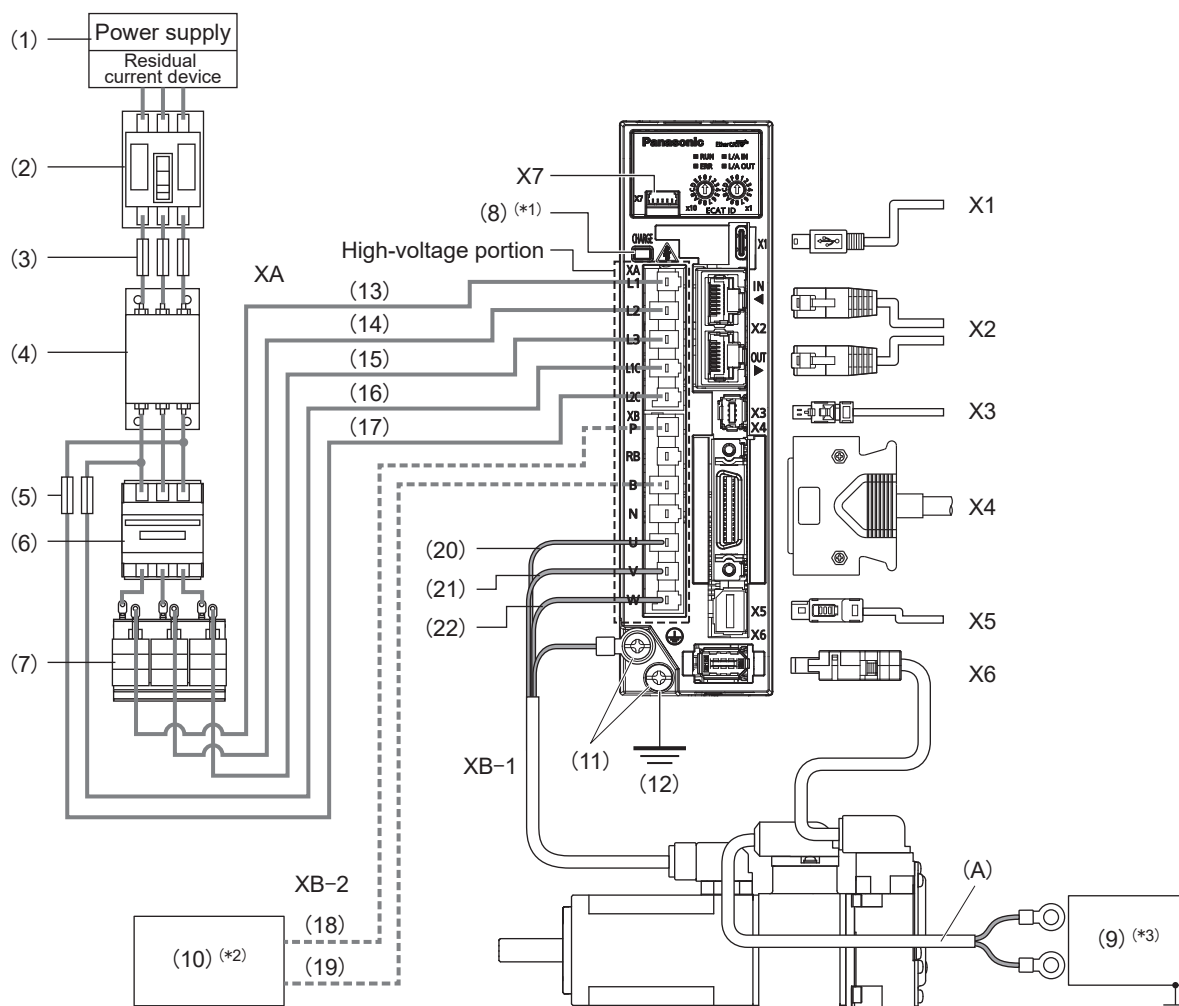 (1)
Power supply
Residual
current device
(2)
(3)
(4)
(5)
(6)
(7)
XA
(13)
(14)
(15)
(16)
(17)
X7
(8) (*1)
High-voltage portion
Panasonic
EtherCAT
RUN
L/A IN
ERR
L/A OUT
X7
x10
ECAT ID
x1
CHARGE
X1
XA
L1
L2
L3
L1C
L2C
XB
P
RB
B
N
U
V
W
IN
X2
OUT
X3
X4
X5
X6
X1
X2
X3
X4
X5
X6
(20)
(21)
(22)
XB-1
(11)
(12)
XB-2
(18)
(19)
(10) (*2)
(A)
(9) (*3)